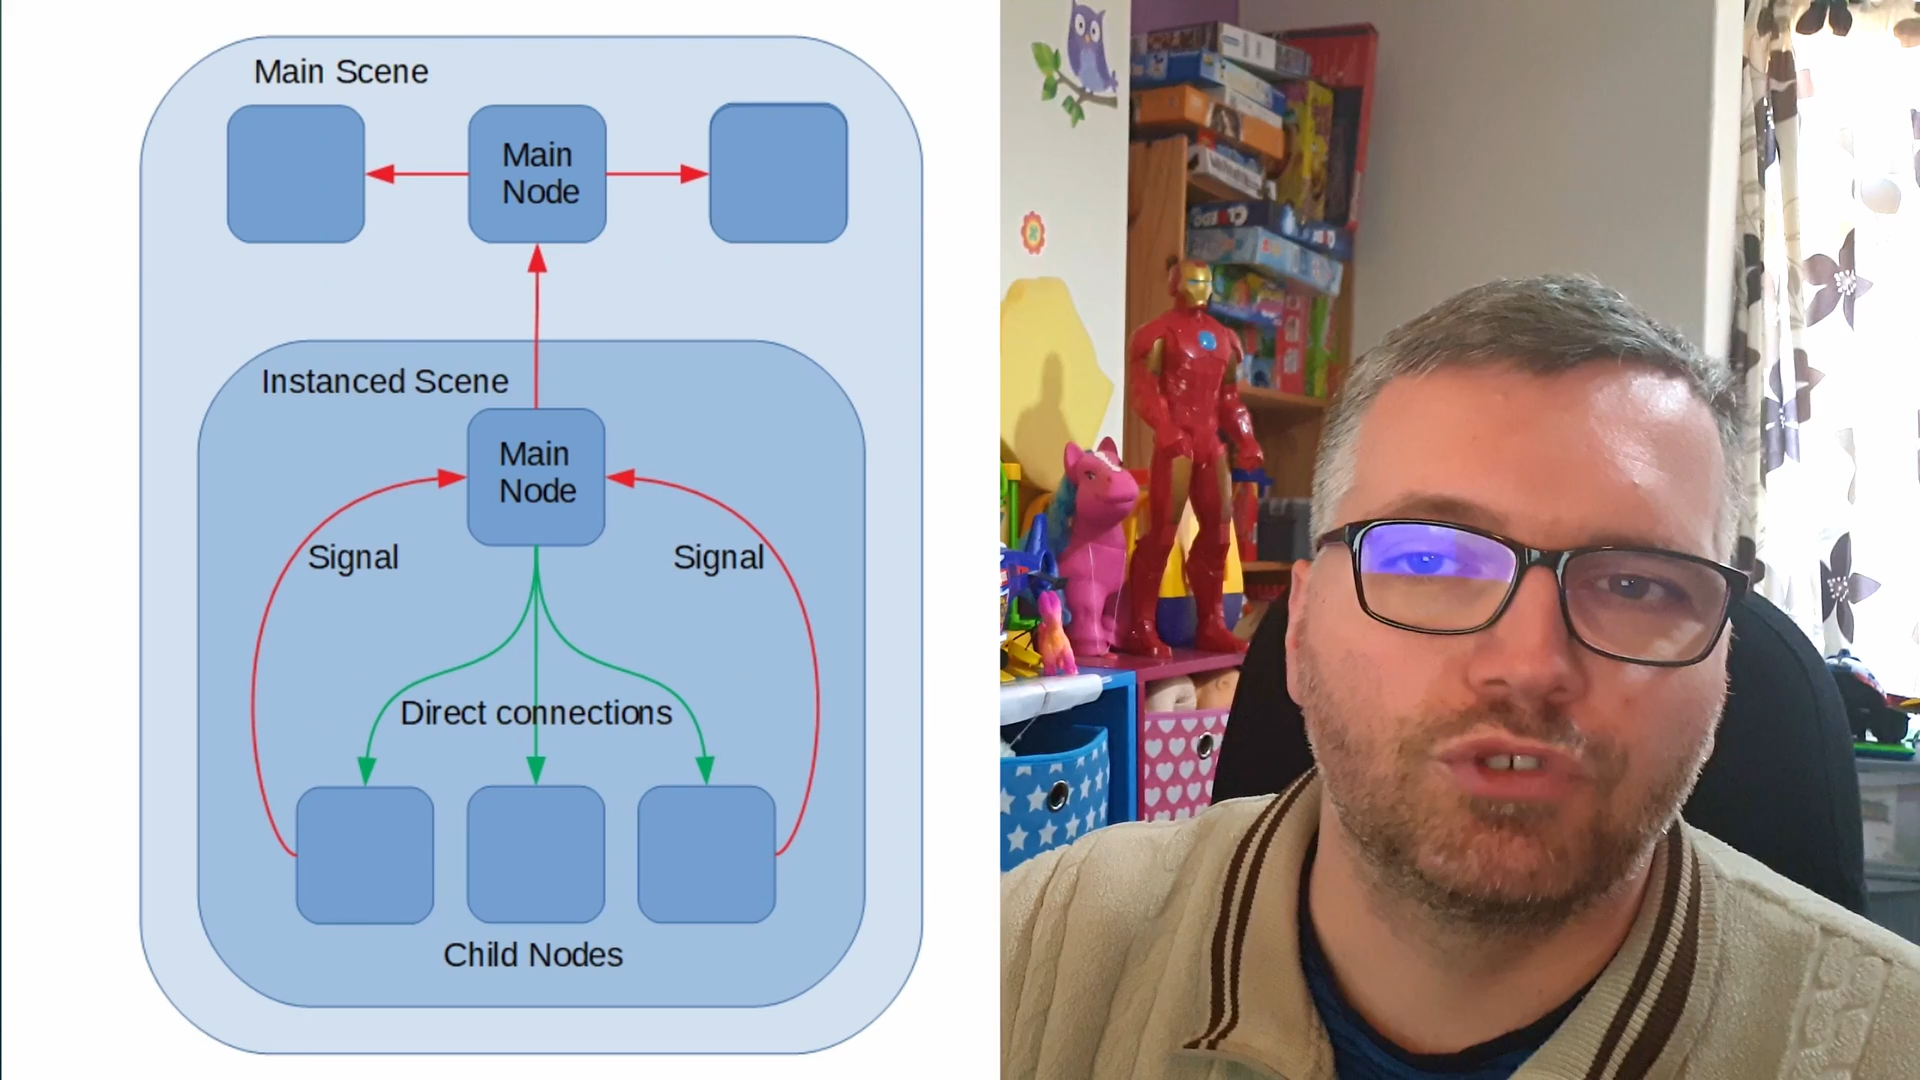 Main Scene
Main
Node
Instanced Scene
Main
Node
Signal
Signal
Direct connections
Child Nodes